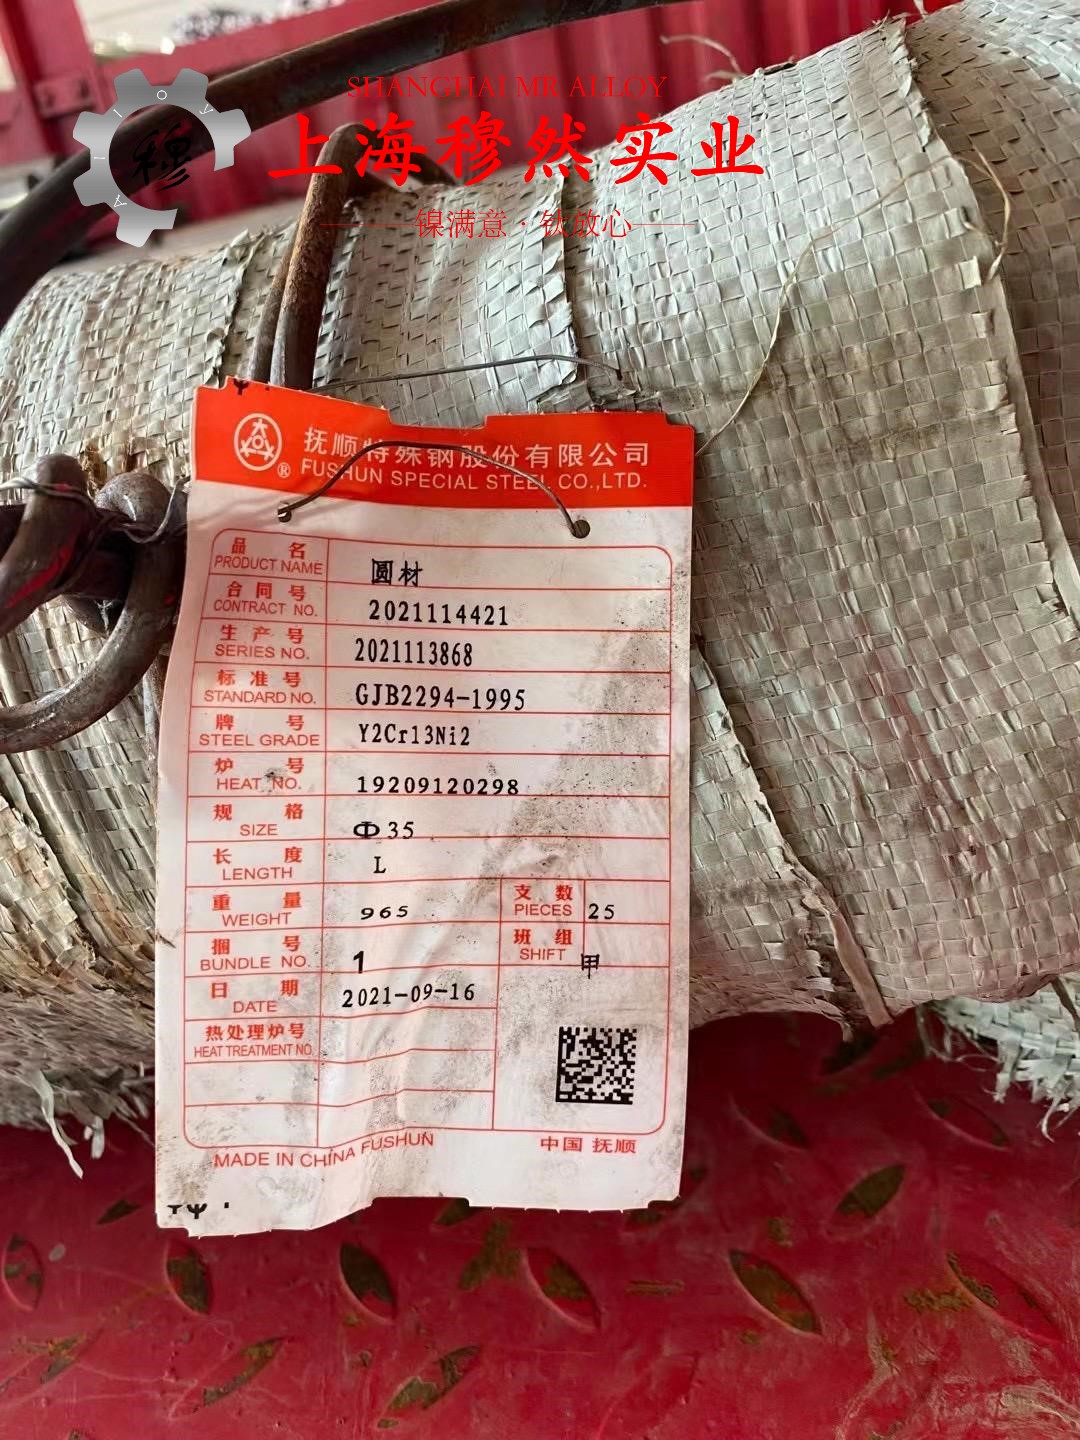 SHANGHAI MR ALLOY
穆
上海穆然实业
镍满意·钛放心
抚顺特殊钢股份有限公司
® FUSHUN SPECIAL STEEL CO.,LTD.
品 名 圆材
PRODUCT NAME
合同号 2021114421
CONTRACT NO.
生产号 2021113868
SERIES NO.
标准号 GJB2294-1995
STANDARD NO.
牌 号 Y2Cr13Ni2
STEEL GRADE
炉 号 19209120298
HEAT NO.
规 格 Φ35
SIZE
长 度 L
LENGTH
重 量 965 支 数 25
WEIGHT PIECES
捆 号 1 班 组 甲
BUNDLE NO. SHIFT
日 期 2021-09-16
DATE
热处理炉号
HEAT TREATMENT NO.
MADE IN CHINA FUSHUN 中国 抚顺